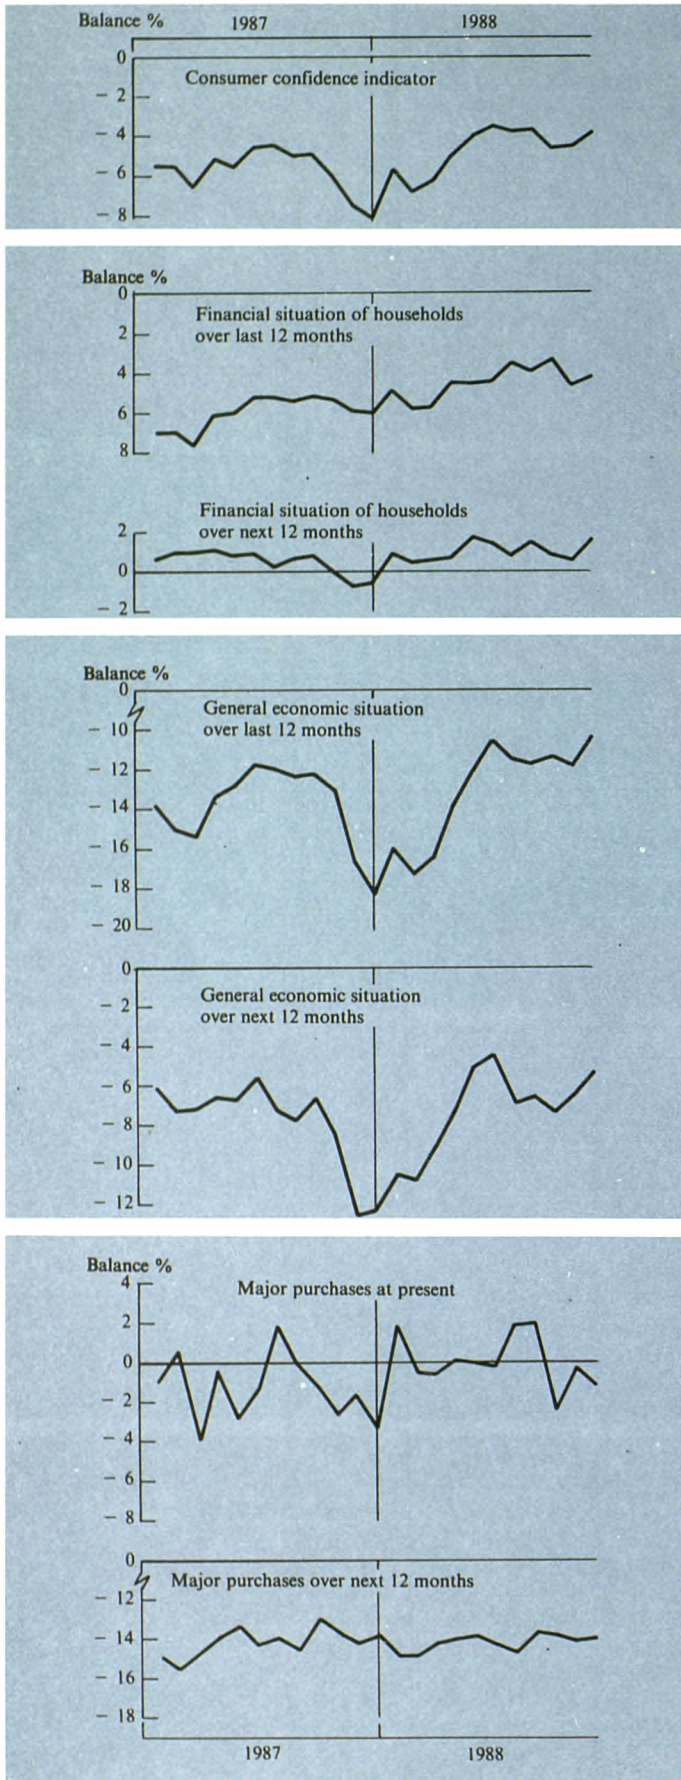 Balance % 1987 1988
0
Consumer confidence indicator
− 2
− 4
− 6
− 8
Balance %
0
Financial situation of households
2
over last 12 months
4
6
8
Financial situation of households
2
over next 12 months
0
− 2
Balance %
0
General economic situation
− 10
over last 12 months
− 12
− 14
− 16
− 18
− 20
0
General economic situation
− 2
over next 12 months
− 4
− 6
− 8
− 10
− 12
Balance %
4
Major purchases at present
2
0
− 2
− 4
− 6
− 8
0
Major purchases over next 12 months
− 12
− 14
− 16
− 18
1987 1988